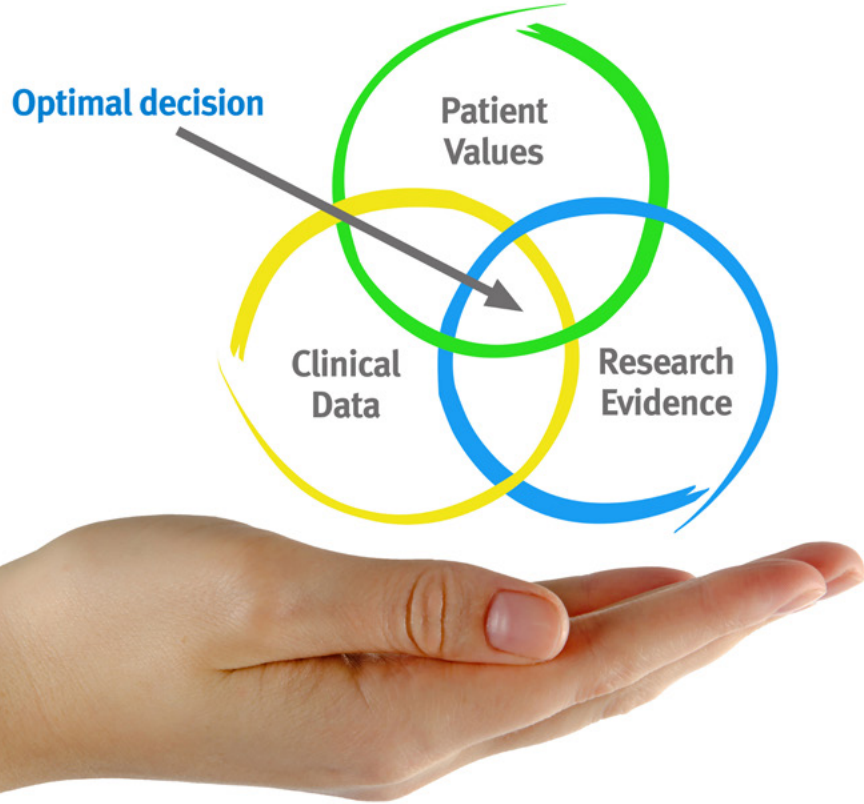 Optimal decision
Patient
Values
Clinical
Data
Research
Evidence